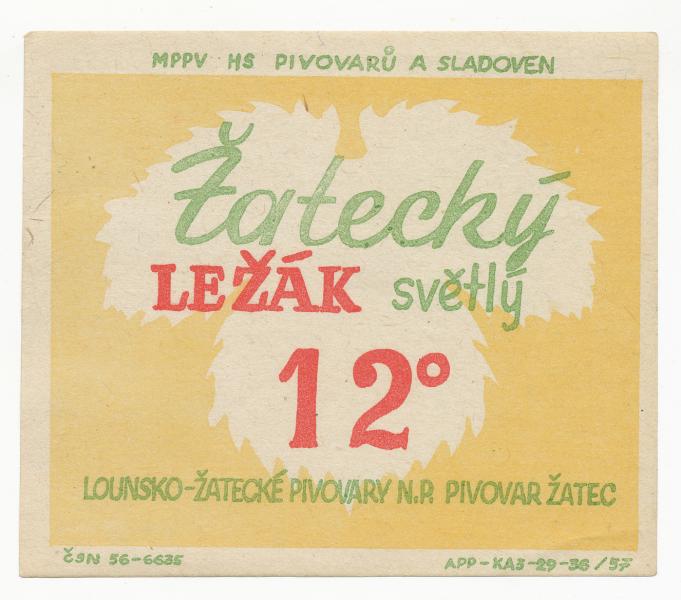 MPPV HS PIVOVARŮ A SLADOVEN
Žatecký
LEŽÁK světlý
12°
LOUNSKO-ŽATECKÉ PIVOVARY N.P. PIVOVAR ŽATEC
ČSN 56-6635
APP-KA3-29-36/57